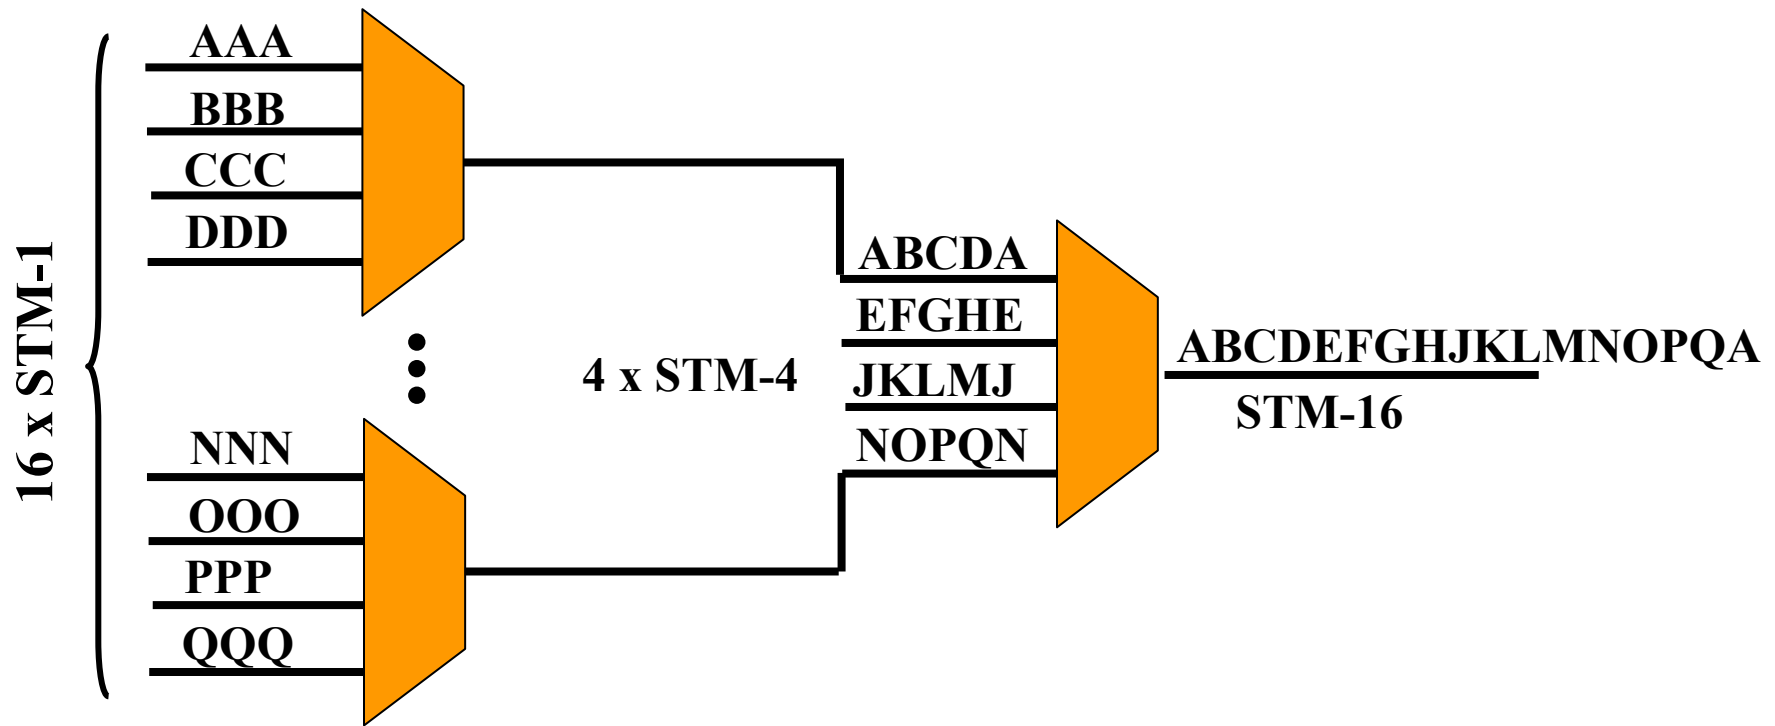 16 x STM-1
AAA
BBB
CCC
DDD
NNN
OOO
PPP
QQQ
4 x STM-4
ABCDA
EFGHE
JKLMJ
NOPQN
ABCDEFGHJKLMNOPQA
STM-16